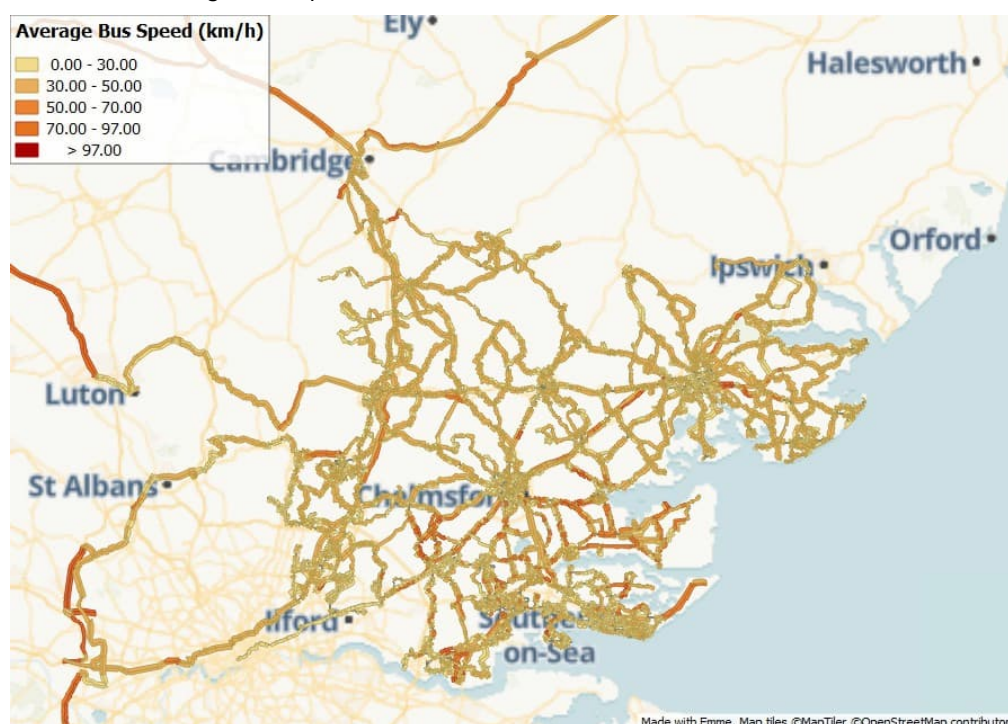 Average Bus Speed (km/h)
0.00 - 30.00
30.00 - 50.00
50.00 - 70.00
70.00 - 97.00
> 97.00
Ely
Halesworth
Cambridge
Orford
Ipswich
Luton
St Albans
Ilford
on-Sea
Made with Emme. Map tiles ©MapTiler ©OpenStreetMap contributo